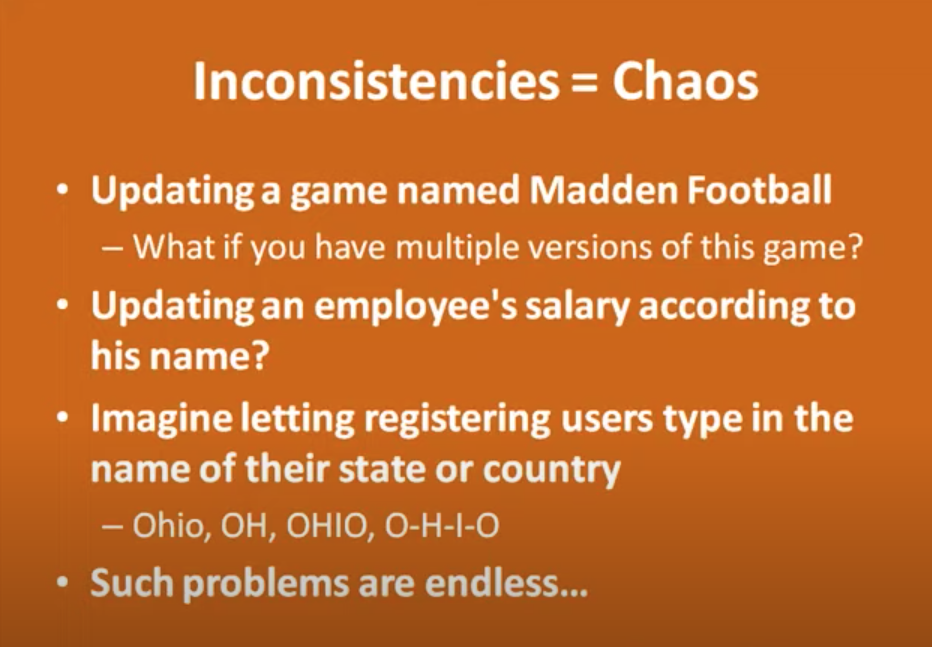 Inconsistencies = Chaos
• Updating a game named Madden Football
– What if you have multiple versions of this game?
• Updating an employee's salary according to
his name?
• Imagine letting registering users type in the
name of their state or country
– Ohio, OH, OHIO, O-H-I-O
• Such problems are endless...